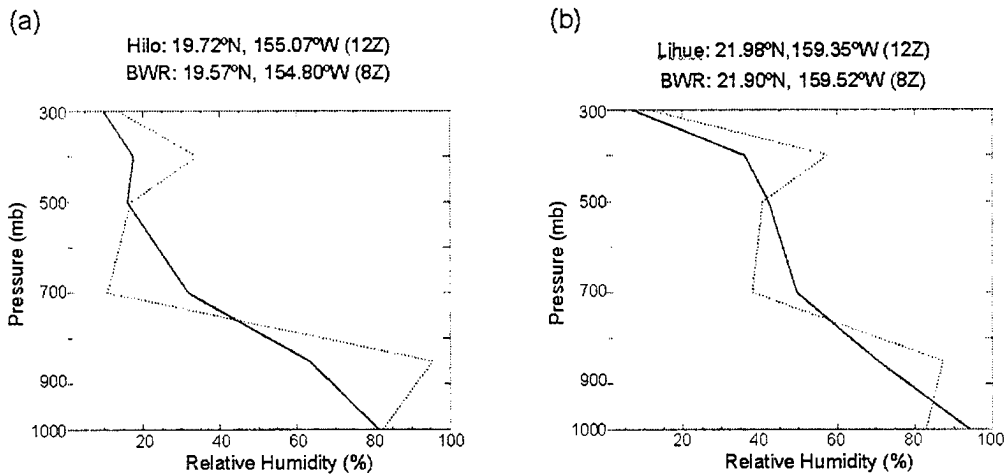 (a)
Hilo: 19.72ºN, 155.07ºW (12Z)
BWR: 19.57ºN, 154.80ºW (8Z)
300
500
700
900
1000
Pressure (mb)
20
40
60
80
100
Relative Humidity (%)
(b)
Lihue: 21.98ºN,159.35ºW (12Z)
BWR: 21.90ºN, 159.52ºW (8Z)
300
500
700
900
1000
Pressure (mb)
20
40
60
80
100
Relative Humidity (%)